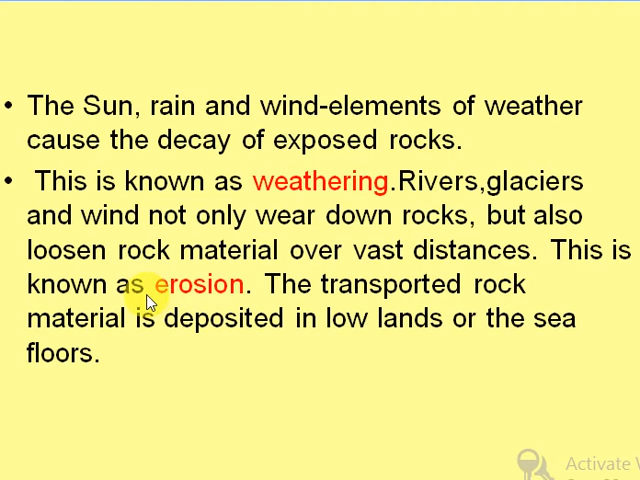 • The Sun, rain and wind-elements of weather
cause the decay of exposed rocks.
• This is known as weathering.Rivers,glaciers
and wind not only wear down rocks, but also
loosen rock material over vast distances. This is
known as erosion. The transported rock
material is deposited in low lands or the sea
floors.
Activate